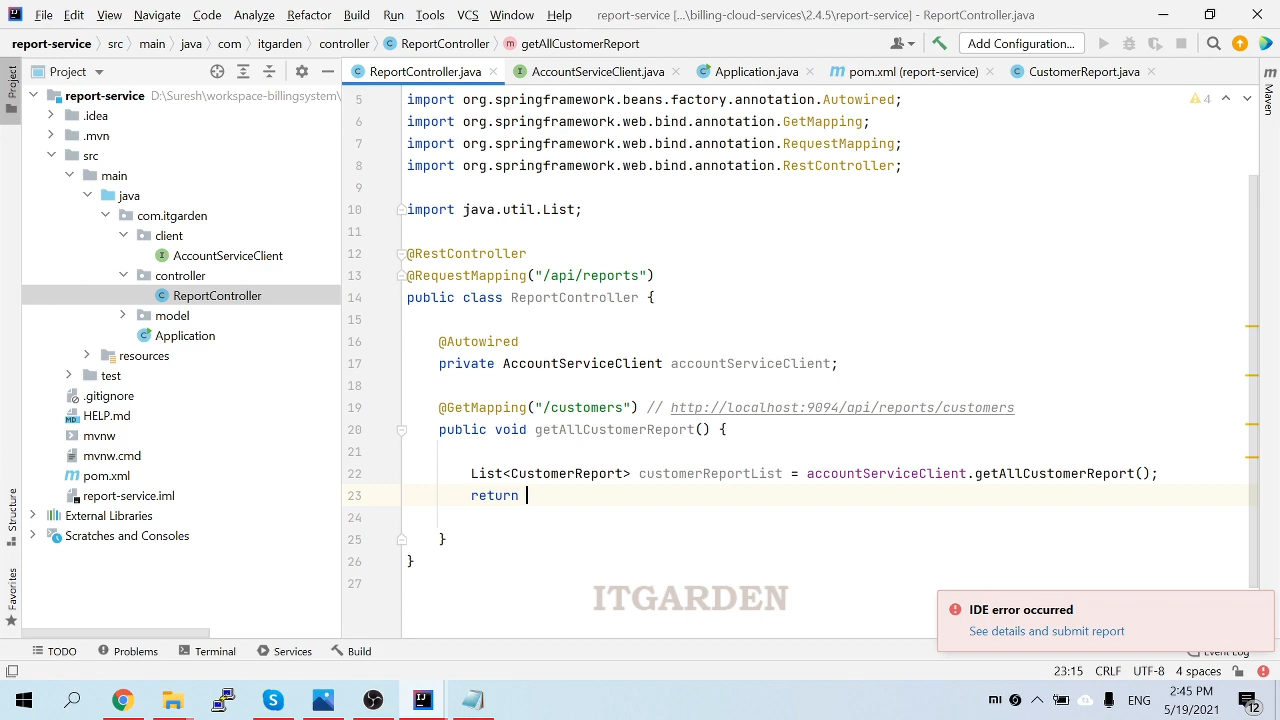 File Edit View Navigate Code Analyze Refactor Build Run Tools VCS Window Help report-service [...\billing-cloud-services\2.4.5\report-service] - ReportController.java
report-service src main java com itgarden controller ReportController getAllCustomerReport Add Configuration...
Project ReportController.java AccountServiceClient.java Application.java pom.xml (report-service) CustomerReport.java
Project
Maven
Structure
Favorites
report-service D:\Suresh\workspace-billingsystem\
.idea
.mvn
src
main
java
com.itgarden
client
AccountServiceClient
controller
ReportController
model
Application
resources
test
.gitignore
HELP.md
mvnw
mvnw.cmd
pom.xml
report-service.iml
External Libraries
Scratches and Consoles
4
5 import org.springframework.beans.factory.annotation.Autowired;
6 import org.springframework.web.bind.annotation.GetMapping;
7 import org.springframework.web.bind.annotation.RequestMapping;
8 import org.springframework.web.bind.annotation.RestController;
9
10 import java.util.List;
11
12 @RestController
13 @RequestMapping("/api/reports")
14 public class ReportController {
15
16 @Autowired
17 private AccountServiceClient accountServiceClient;
18
19 @GetMapping("/customers") // http://localhost:9094/api/reports/customers
20 public void getAllCustomerReport() {
21
22 List<CustomerReport> customerReportList = accountServiceClient.getAllCustomerReport();
23 return
24
25 }
26 }
27
ITGARDEN
IDE error occurred
See details and submit report
TODO Problems Terminal Services Build Event Log
23:15 CRLF UTF-8 4 spaces
ENG 2:45 PM
5/19/2021 12